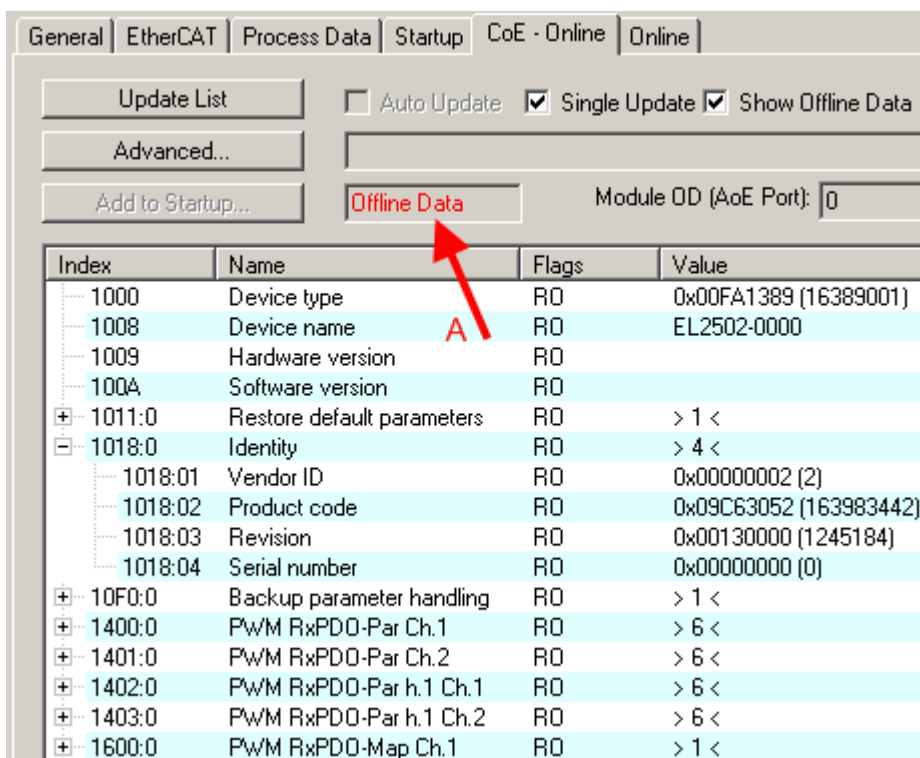 General EtherCAT Process Data Startup CoE - Online Online
Update List Auto Update Single Update Show Offline Data
Advanced...
Add to Startup... Offline Data Module OD (AoE Port): 0
Index Name Flags Value
1000 Device type RO 0x00FA1389 (16389001)
1008 Device name RO EL2502-0000
A
1009 Hardware version RO
100A Software version RO
1011:0 Restore default parameters RO > 1 <
1018:0 Identity RO > 4 <
1018:01 Vendor ID RO 0x00000002 (2)
1018:02 Product code RO 0x09C63052 (163983442)
1018:03 Revision RO 0x00130000 (1245184)
1018:04 Serial number RO 0x00000000 (0)
10F0:0 Backup parameter handling RO > 1 <
1400:0 PWM RxPDO-Par Ch.1 RO > 6 <
1401:0 PWM RxPDO-Par Ch.2 RO > 6 <
1402:0 PWM RxPDO-Par h.1 Ch.1 RO > 6 <
1403:0 PWM RxPDO-Par h.1 Ch.2 RO > 6 <
1600:0 PWM RxPDO-Map Ch.1 RO > 1 <